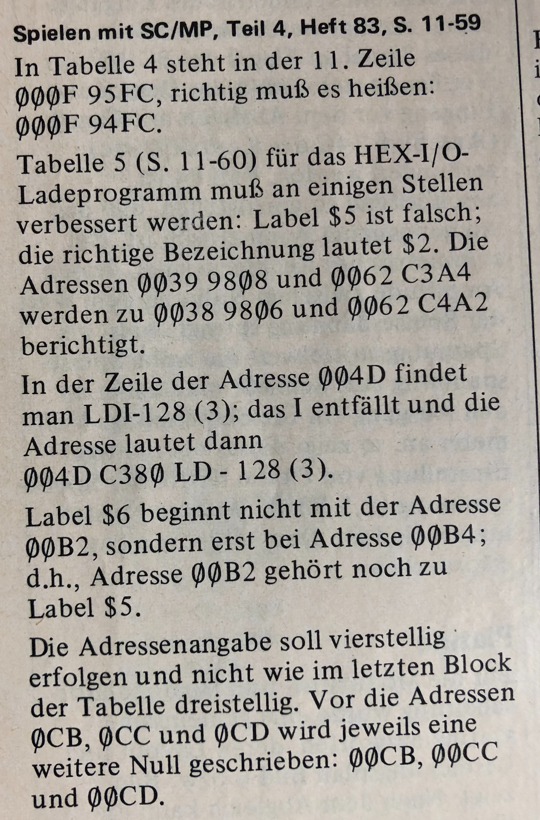 Spielen mit SC/MP, Teil 4, Heft 83, S. 11-59
In Tabelle 4 steht in der 11. Zeile
ØØØF 95FC, richtig muß es heißen:
ØØØF 94FC.
Tabelle 5 (S. 11-60) für das HEX-I/O-
Ladeprogramm muß an einigen Stellen
verbessert werden: Label $5 ist falsch;
die richtige Bezeichnung lautet $2. Die
Adressen ØØ39 98Ø8 und ØØ62 C3A4
werden zu ØØ38 98Ø6 und ØØ62 C4A2
berichtigt.
In der Zeile der Adresse ØØ4D findet
man LDI-128 (3); das I entfällt und die
Adresse lautet dann
ØØ4D C38Ø LD - 128 (3).
Label $6 beginnt nicht mit der Adresse
ØØB2, sondern erst bei Adresse ØØB4;
d.h., Adresse ØØB2 gehört noch zu
Label $5.
Die Adressenangabe soll vierstellig
erfolgen und nicht wie im letzten Block
der Tabelle dreistellig. Vor die Adressen
ØCB, ØCC und ØCD wird jeweils eine
weitere Null geschrieben: ØØCB, ØØCC
und ØØCD.